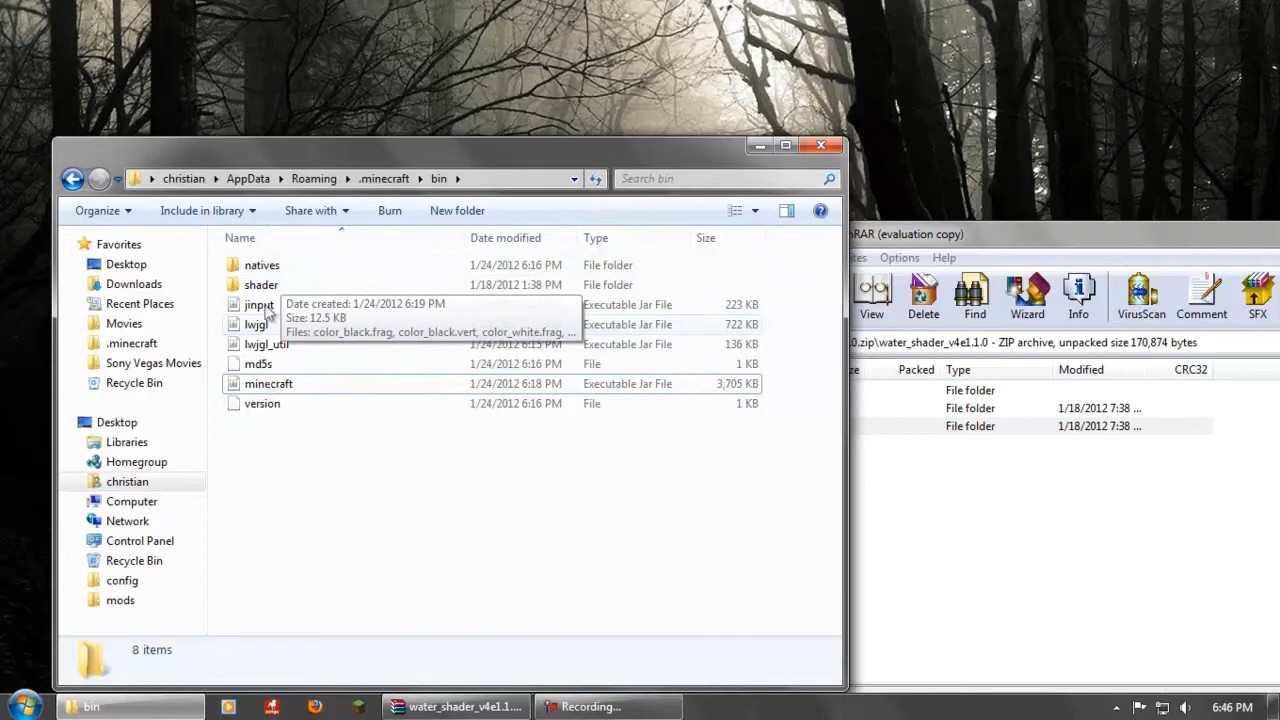 christian AppData Roaming .minecraft bin Search bin
Organize Include in library Share with Burn New folder
Name Date modified Type Size
Favorites
Desktop
Downloads
Recent Places
Movies
.minecraft
Sony Vegas Movies
Recycle Bin
Desktop
Libraries
Homegroup
christian
Computer
Network
Control Panel
Recycle Bin
config
mods
natives 1/24/2012 6:16 PM File folder
shader 1/18/2012 1:38 PM File folder
jinput Executable Jar File 223 KB
lwjgl Executable Jar File 722 KB
lwjgl_util 1/24/2012 6:15 PM Executable Jar File 136 KB
md5s 1/24/2012 6:16 PM File 1 KB
minecraft 1/24/2012 6:18 PM Executable Jar File 3,705 KB
version 1/24/2012 6:16 PM File 1 KB
Date created: 1/24/2012 6:19 PM
Size: 12.5 KB
Files: color_black.frag, color_black.vert, color_white.frag, ...
8 items
nRAR (evaluation copy)
ites Options Help
View Delete Find Wizard Info VirusScan Comment SFX
.0.zip\water_shader_v4e1.1.0 - ZIP archive, unpacked size 170,874 bytes
ze Packed Type Modified CRC32
File folder
File folder 1/18/2012 7:38 ...
File folder 1/18/2012 7:38 ...
bin water_shader_v4e1.1.... Recording... 6:46 PM